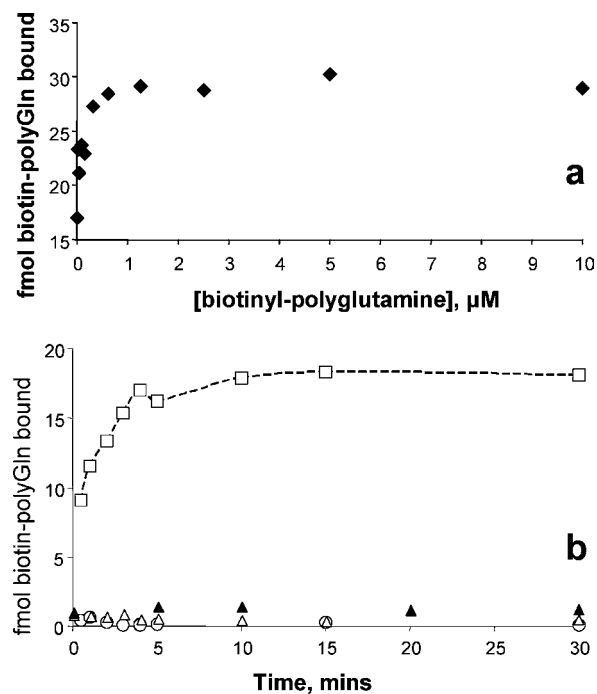 35
30
25
20
15
fmol biotin-polyGln bound
a
0 1 2 3 4 5 6 7 8 9 10
[biotinyl-polyglutamine], µM
20
15
10
5
0
fmol biotin-polyGln bound
b
0 5 10 15 20 25 30
Time, mins